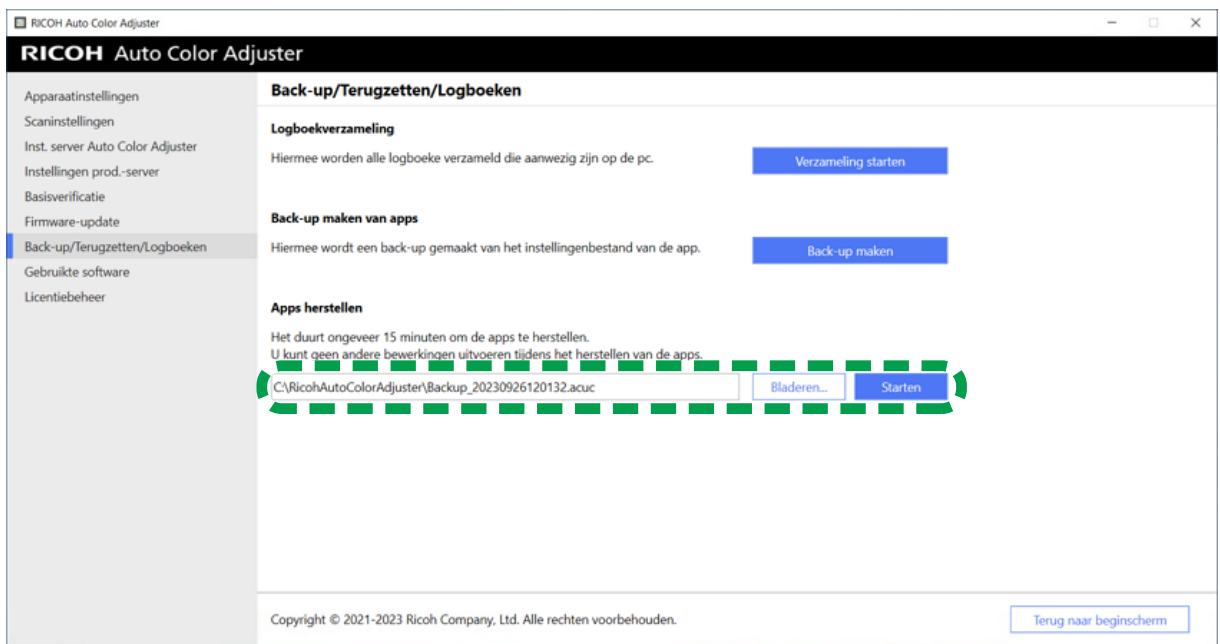 RICOH Auto Color Adjuster
RICOH Auto Color Adjuster
Apparaatinstellingen
Scaninstellingen
Inst. server Auto Color Adjuster
Instellingen prod.-server
Basisverificatie
Firmware-update
Back-up/Terugzetten/Logboeken
Gebruikte software
Licentiebeheer
Back-up/Terugzetten/Logboeken
Logboekverzameling
Hiermee worden alle logboeke verzameld die aanwezig zijn op de pc.
Verzameling starten
Back-up maken van apps
Hiermee wordt een back-up gemaakt van het instellingenbestand van de app.
Back-up maken
Apps herstellen
Het duurt ongeveer 15 minuten om de apps te herstellen.
U kunt geen andere bewerkingen uitvoeren tijdens het herstellen van de apps.
C:\RicohAutoColorAdjuster\Backup_20230926120132.acuc
Bladeren...
Starten
Copyright © 2021-2023 Ricoh Company, Ltd. Alle rechten voorbehouden.
Terug naar beginscherm